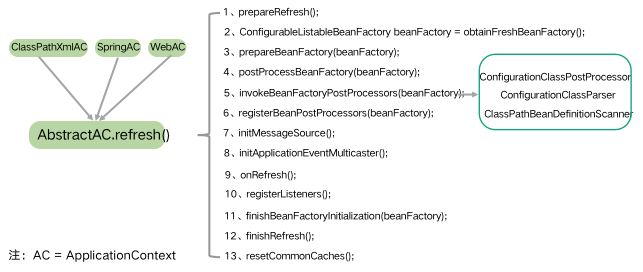 ClassPathXmlAC
SpringAC
WebAC
AbstractAC.refresh()
1、prepareRefresh();
2、ConfigurableListableBeanFactory beanFactory = obtainFreshBeanFactory();
3、prepareBeanFactory(beanFactory);
4、postProcessBeanFactory(beanFactory);
5、invokeBeanFactoryPostProcessors(beanFactory);
6、registerBeanPostProcessors(beanFactory);
7、initMessageSource();
8、initApplicationEventMulticaster();
9、onRefresh();
10、registerListeners();
11、finishBeanFactoryInitialization(beanFactory);
12、finishRefresh();
13、resetCommonCaches();
ConfigurationClassPostProcessor
ConfigurationClassParser
ClassPathBeanDefinitionScanner
注：AC = ApplicationContext